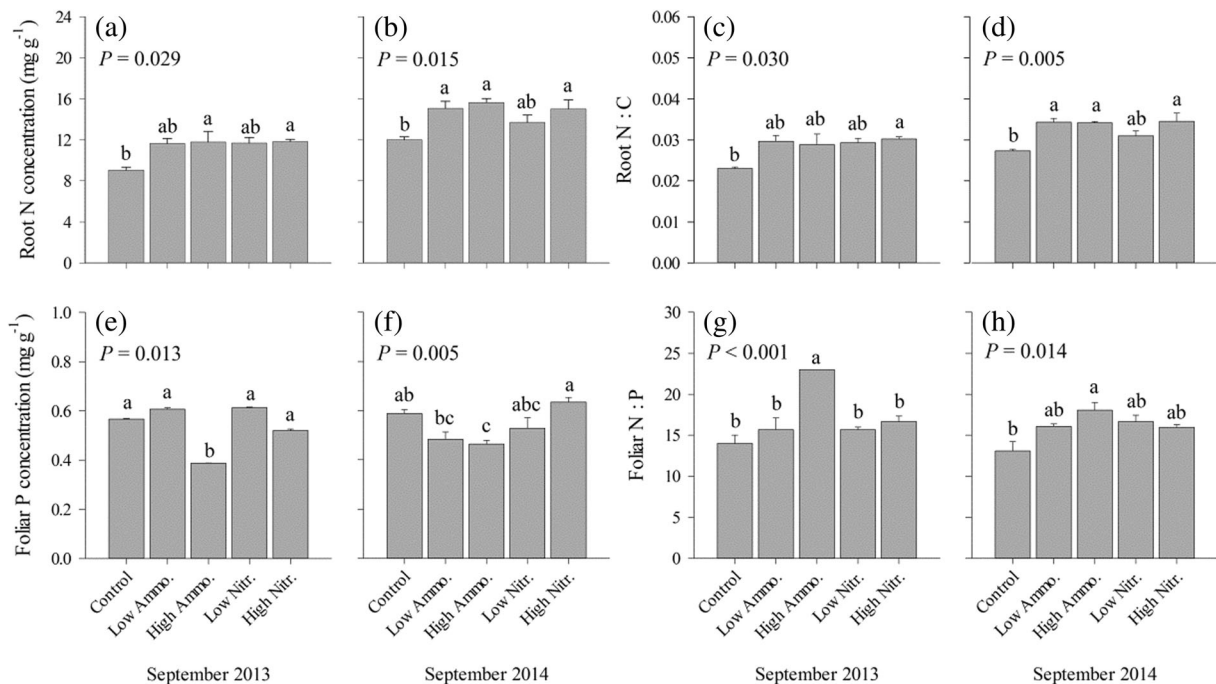 (a)
P = 0.029
Root N concentration (mg g⁻¹)
24
20
16
12
8
4
0
b
ab
a
ab
a
(b)
P = 0.015
b
a
a
ab
a
(c)
P = 0.030
Root N : C
0.06
0.05
0.04
0.03
0.02
0.01
0.00
b
ab
ab
ab
a
(d)
P = 0.005
b
a
a
ab
a
(e)
P = 0.013
Foliar P concentration (mg g⁻¹)
1.0
0.8
0.6
0.4
0.2
0.0
a
a
b
a
a
Control
Low Ammo.
High Ammo.
Low Nitr.
High Nitr.
September 2013
(f)
P = 0.005
ab
bc
c
abc
a
Control
Low Ammo.
High Ammo.
Low Nitr.
High Nitr.
September 2014
(g)
P < 0.001
Foliar N : P
30
25
20
15
10
5
0
b
b
a
b
b
Control
Low Ammo.
High Ammo.
Low Nitr.
High Nitr.
September 2013
(h)
P = 0.014
b
ab
a
ab
ab
Control
Low Ammo.
High Ammo.
Low Nitr.
High Nitr.
September 2014